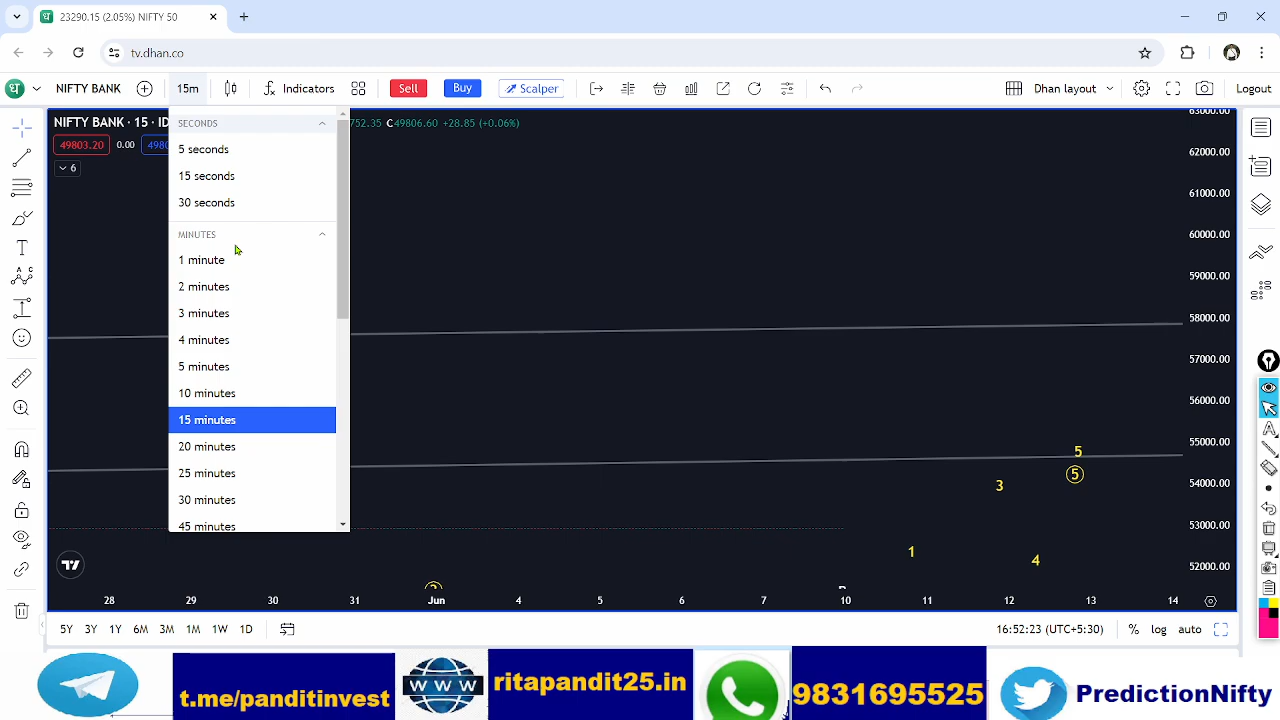 23290.15 (2.05%) NIFTY 50
tv.dhan.co
NIFTY BANK
15m
Indicators
Sell
Buy
Scalper
Dhan layout
Logout
NIFTY BANK · 15 · ID
752.35 C49806.60 +28.85 (+0.06%)
49803.20
0.00
490
6
SECONDS
5 seconds
15 seconds
30 seconds
MINUTES
1 minute
2 minutes
3 minutes
4 minutes
5 minutes
10 minutes
15 minutes
20 minutes
25 minutes
30 minutes
45 minutes
63000.00
62000.00
61000.00
60000.00
59000.00
58000.00
57000.00
56000.00
55000.00
54000.00
53000.00
52000.00
5
5
3
1
4
28 29 30 31 Jun 4 5 6 7 10 11 12 13 14
5Y 3Y 1Y 6M 3M 1M 1W 1D
16:52:23 (UTC+5:30)
% log auto
t.me/panditinvest
WWW
ritapandit25.in
9831695525
PredictionNifty